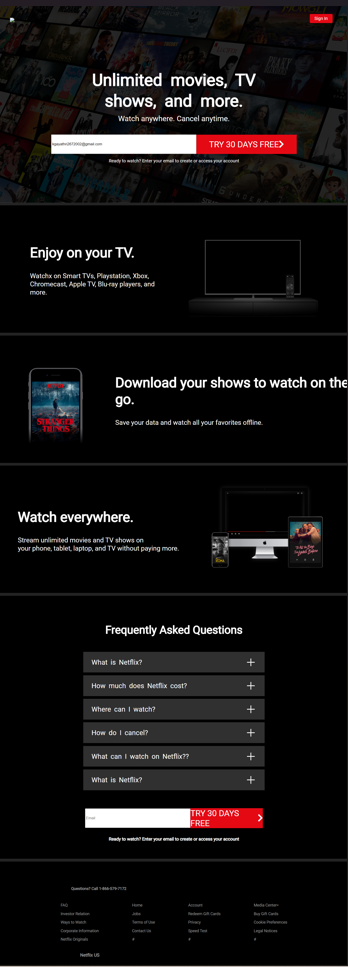 Sign in
Unlimited movies, TV
shows, and more.
Watch anywhere. Cancel anytime.
TRY 30 DAYS FREE
Ready to watch? Enter your email to create or access your account
Enjoy on your TV.
Watchx on Smart TVs, Playstation, Xbox,
Chromecast, Apple TV, Blu-ray players, and
more.
Download your shows to watch on the
go.
STRANGER
THINGS
Save your data and watch all your favorites offline.
Watch everywhere.
Stream unlimited movies and TV shows on
your phone, tablet, laptop, and TV without paying more.
Frequently Asked Questions
What is Netflix?
How much does Netflix cost?
Where can I watch?
How do I cancel?
What can I watch on Netflix??
What is Netflix?
Email
TRY 30 DAYS
FREE
Ready to watch? Enter your email to create or access your account
Questions? Call 1-866-579-7172
FAQ Home Account Media Center=
Investor Relation Jobs Redeem Gift Cards Buy Gift Cards
Ways to Watch Terms of Use Privacy Cookie Preferences
Corporate Information Contact Us Speed Test Legal Notices
Netflix Originals # # #
Netflix US